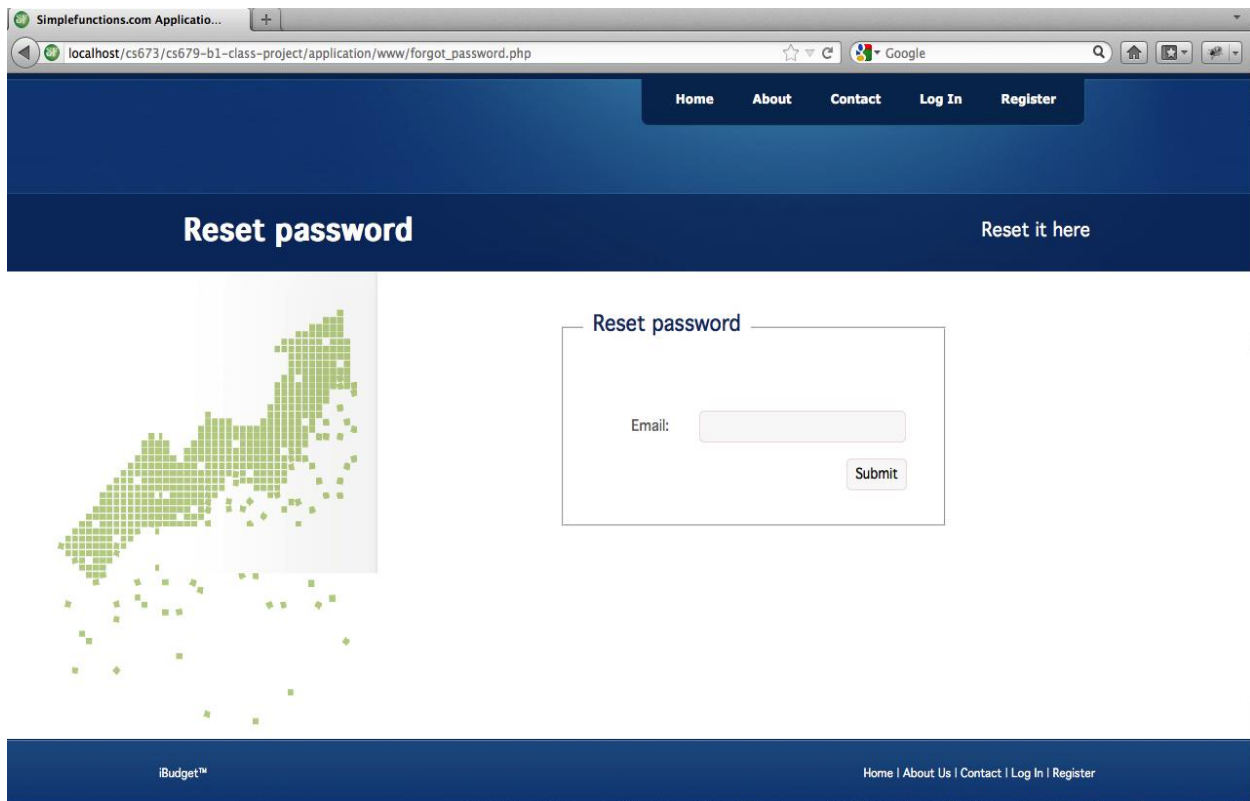 Simplefunctions.com Applicatio...
localhost/cs673/cs679-b1-class-project/application/www/forgot_password.php
Google
Home About Contact Log In Register
Reset password
Reset it here
Reset password
Email:
Submit
iBudget™
Home | About Us | Contact | Log In | Register